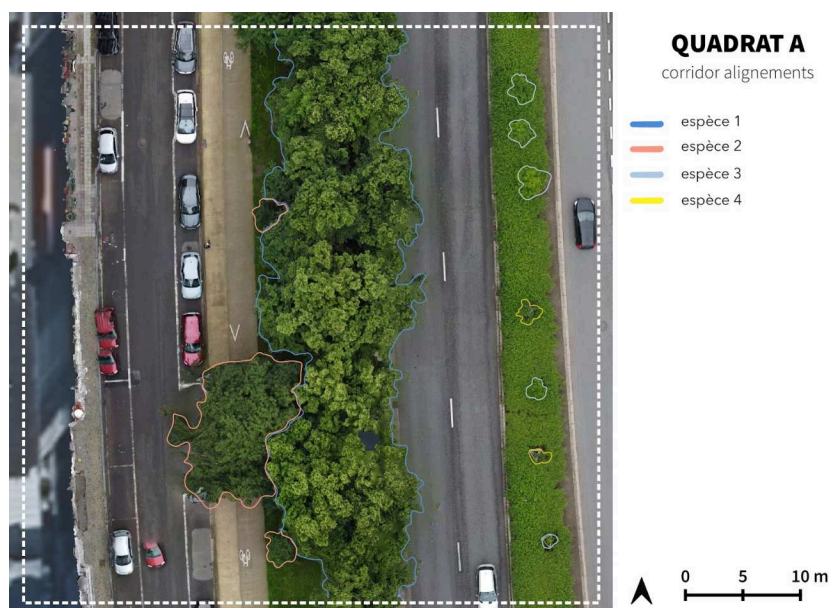 QUADRAT A
corridor alignements
espèce 1
espèce 2
espèce 3
espèce 4
0 5 10 m